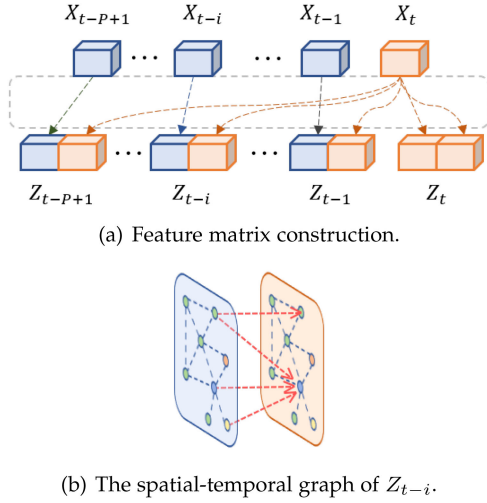 $X_{t-P+1}$ $X_{t-i}$ $X_{t-1}$ $X_t$
... ...
... ...
$Z_{t-P+1}$ $Z_{t-i}$ $Z_{t-1}$ $Z_t$
(a) Feature matrix construction.
(b) The spatial-temporal graph of $Z_{t-i}$.